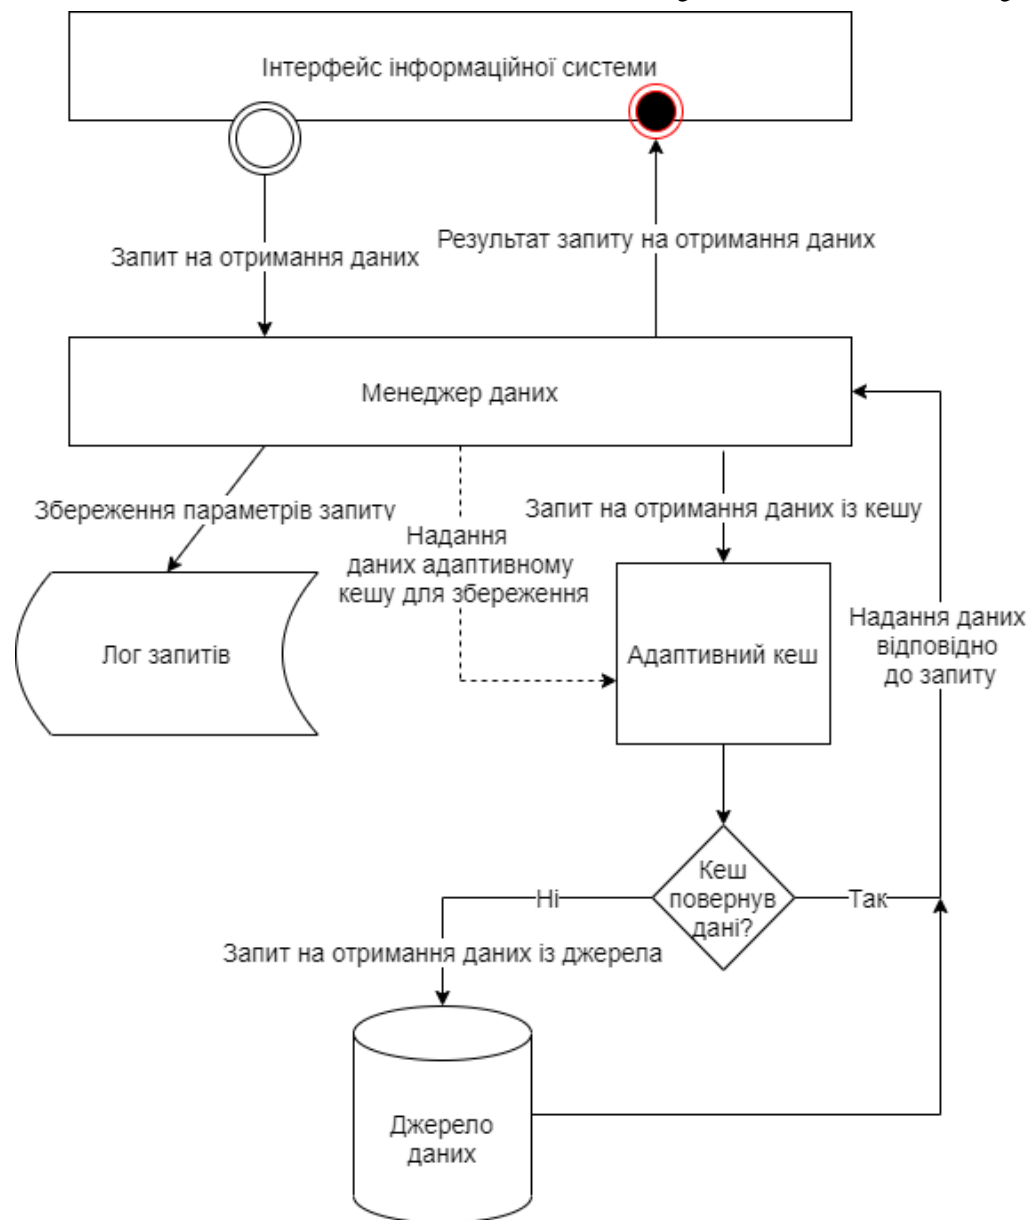 Інтерфейс інформаційної системи
Результат запиту на отримання даних
Запит на отримання даних
Менеджер даних
Збереження параметрів запиту
Запит на отримання даних із кешу
Надання
даних адаптивному
кешу для збереження
Надання даних
відповідно
до запиту
Лог запитів
Адаптивний кеш
Кеш
повернув
дані?
Ні
Так
Запит на отримання даних із джерела
Джерело
даних